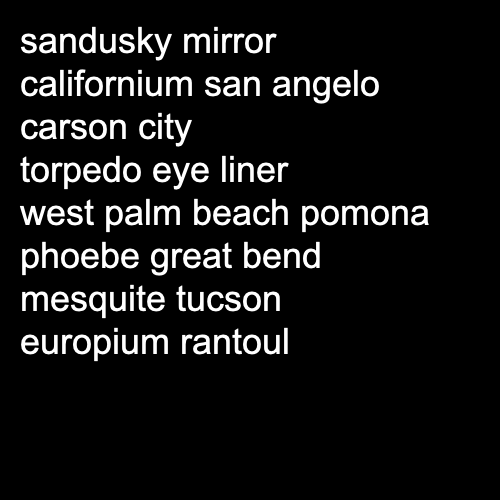 sandusky mirror
californium san angelo
carson city
torpedo eye liner
west palm beach pomona
phoebe great bend
mesquite tucson
europium rantoul